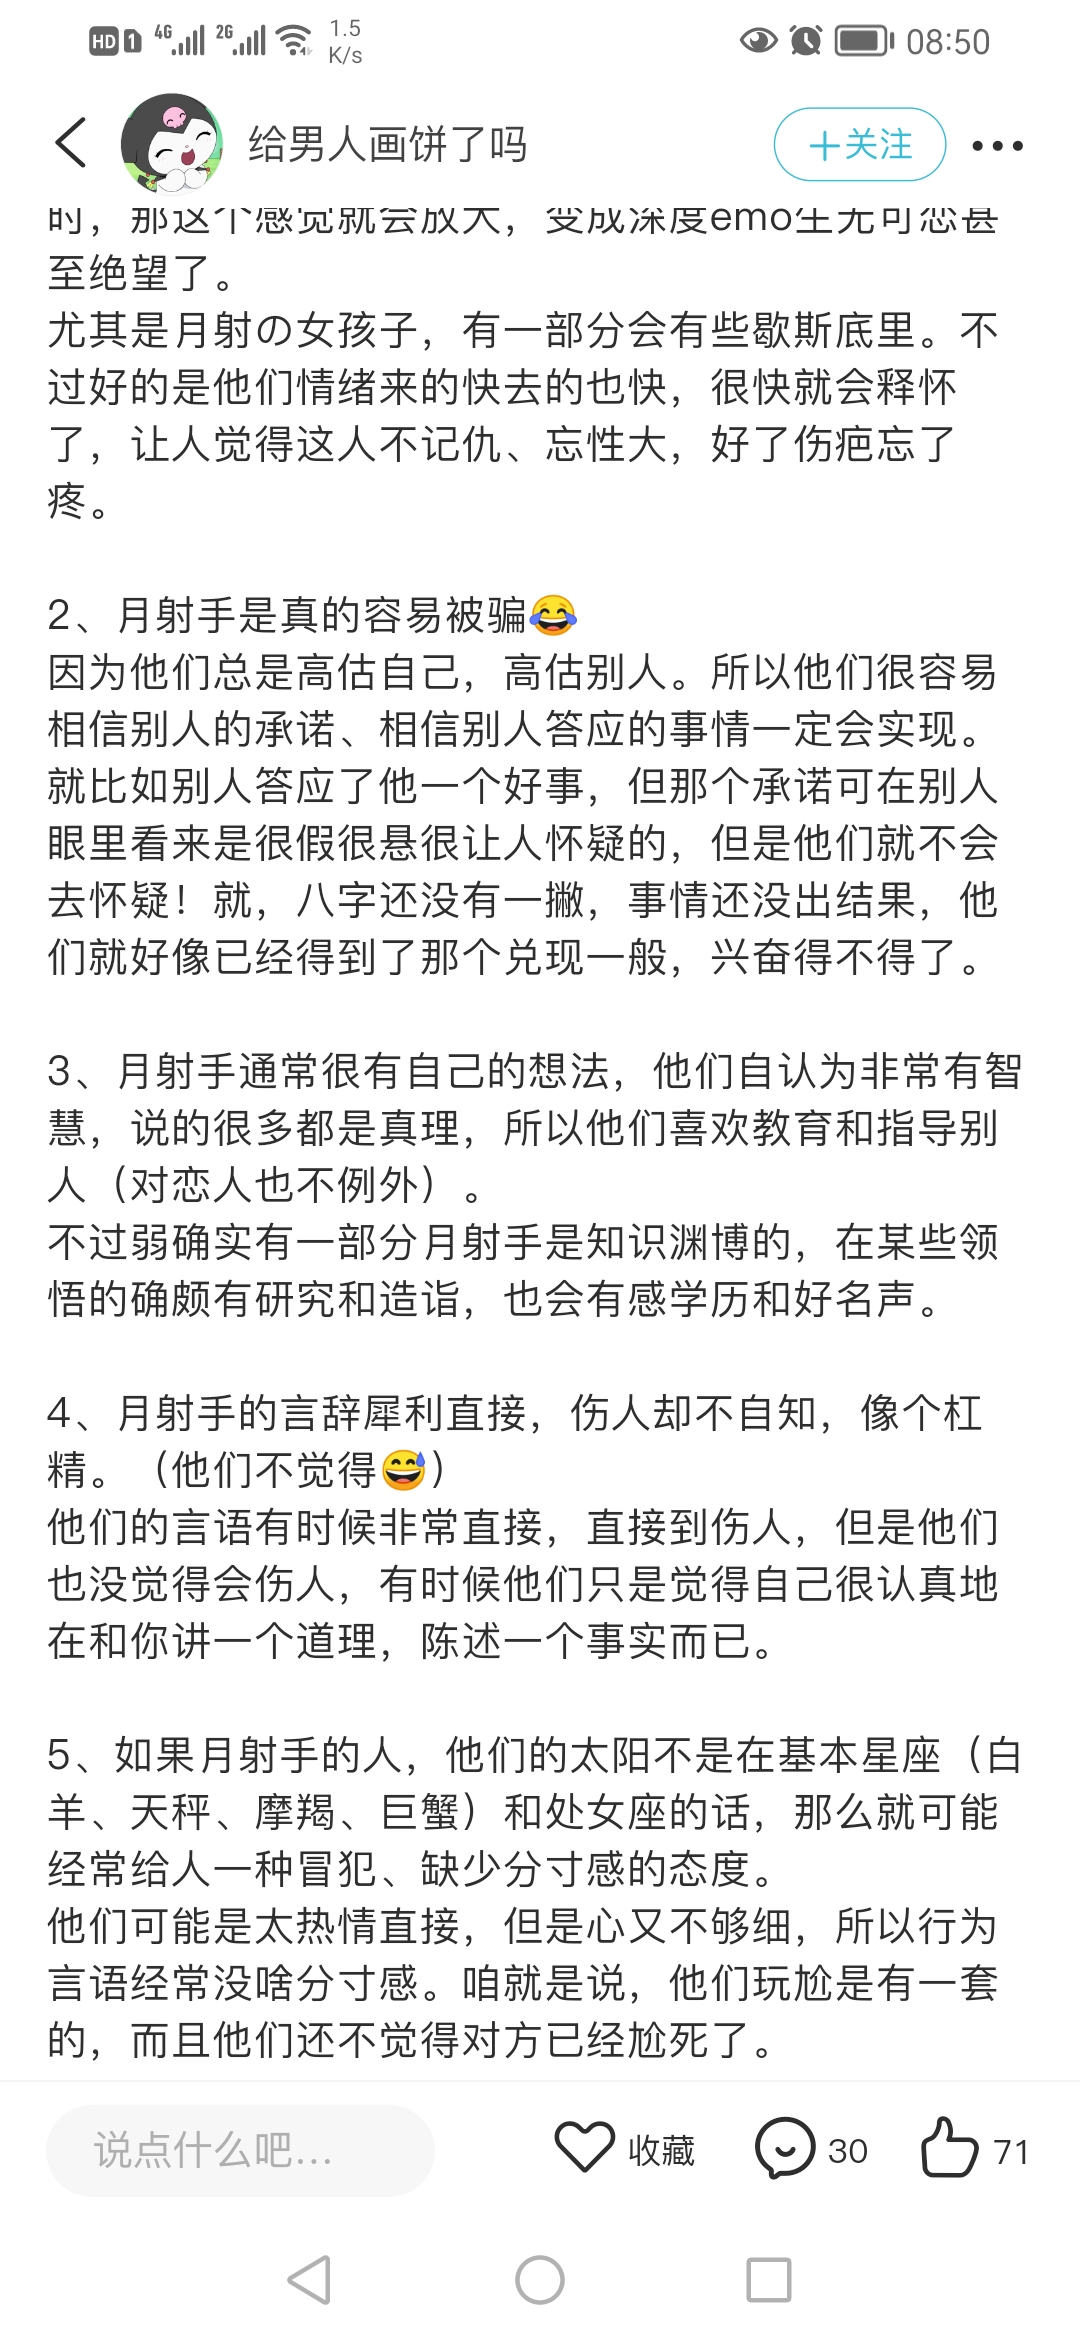 HD 1 4G 2G 1.5 K/s 08:50
给男人画饼了吗 +关注
时，那这个感觉就会放大，变成深度emo生无可恋甚
至绝望了。
尤其是月射の女孩子，有一部分会有些歇斯底里。不
过好的是他们情绪来的快去的也快，很快就会释怀
了，让人觉得这人不记仇、忘性大，好了伤疤忘了
疼。
2、月射手是真的容易被骗😂
因为他们总是高估自己，高估别人。所以他们很容易
相信别人的承诺、相信别人答应的事情一定会实现。
就比如别人答应了他一个好事，但那个承诺可在别人
眼里看来是很假很悬很让人怀疑的，但是他们就不会
去怀疑！就，八字还没有一撇，事情还没出结果，他
们就好像已经得到了那个兑现一般，兴奋得不得了。
3、月射手通常很有自己的想法，他们自认为非常有智
慧，说的很多都是真理，所以他们喜欢教育和指导别
人（对恋人也不例外）。
不过弱确实有一部分月射手是知识渊博的，在某些领
悟的确颇有研究和造诣，也会有感学历和好名声。
4、月射手的言辞犀利直接，伤人却不自知，像个杠
精。（他们不觉得😅）
他们的言语有时候非常直接，直接到伤人，但是他们
也没觉得会伤人，有时候他们只是觉得自己很认真地
在和你讲一个道理，陈述一个事实而已。
5、如果月射手的人，他们的太阳不是在基本星座（白
羊、天秤、摩羯、巨蟹）和处女座的话，那么就可能
经常给人一种冒犯、缺少分寸感的态度。
他们可能是太热情直接，但是心又不够细，所以行为
言语经常没啥分寸感。咱就是说，他们玩尬是有一套
的，而且他们还不觉得对方已经尬死了。
说点什么吧... 收藏 30 71